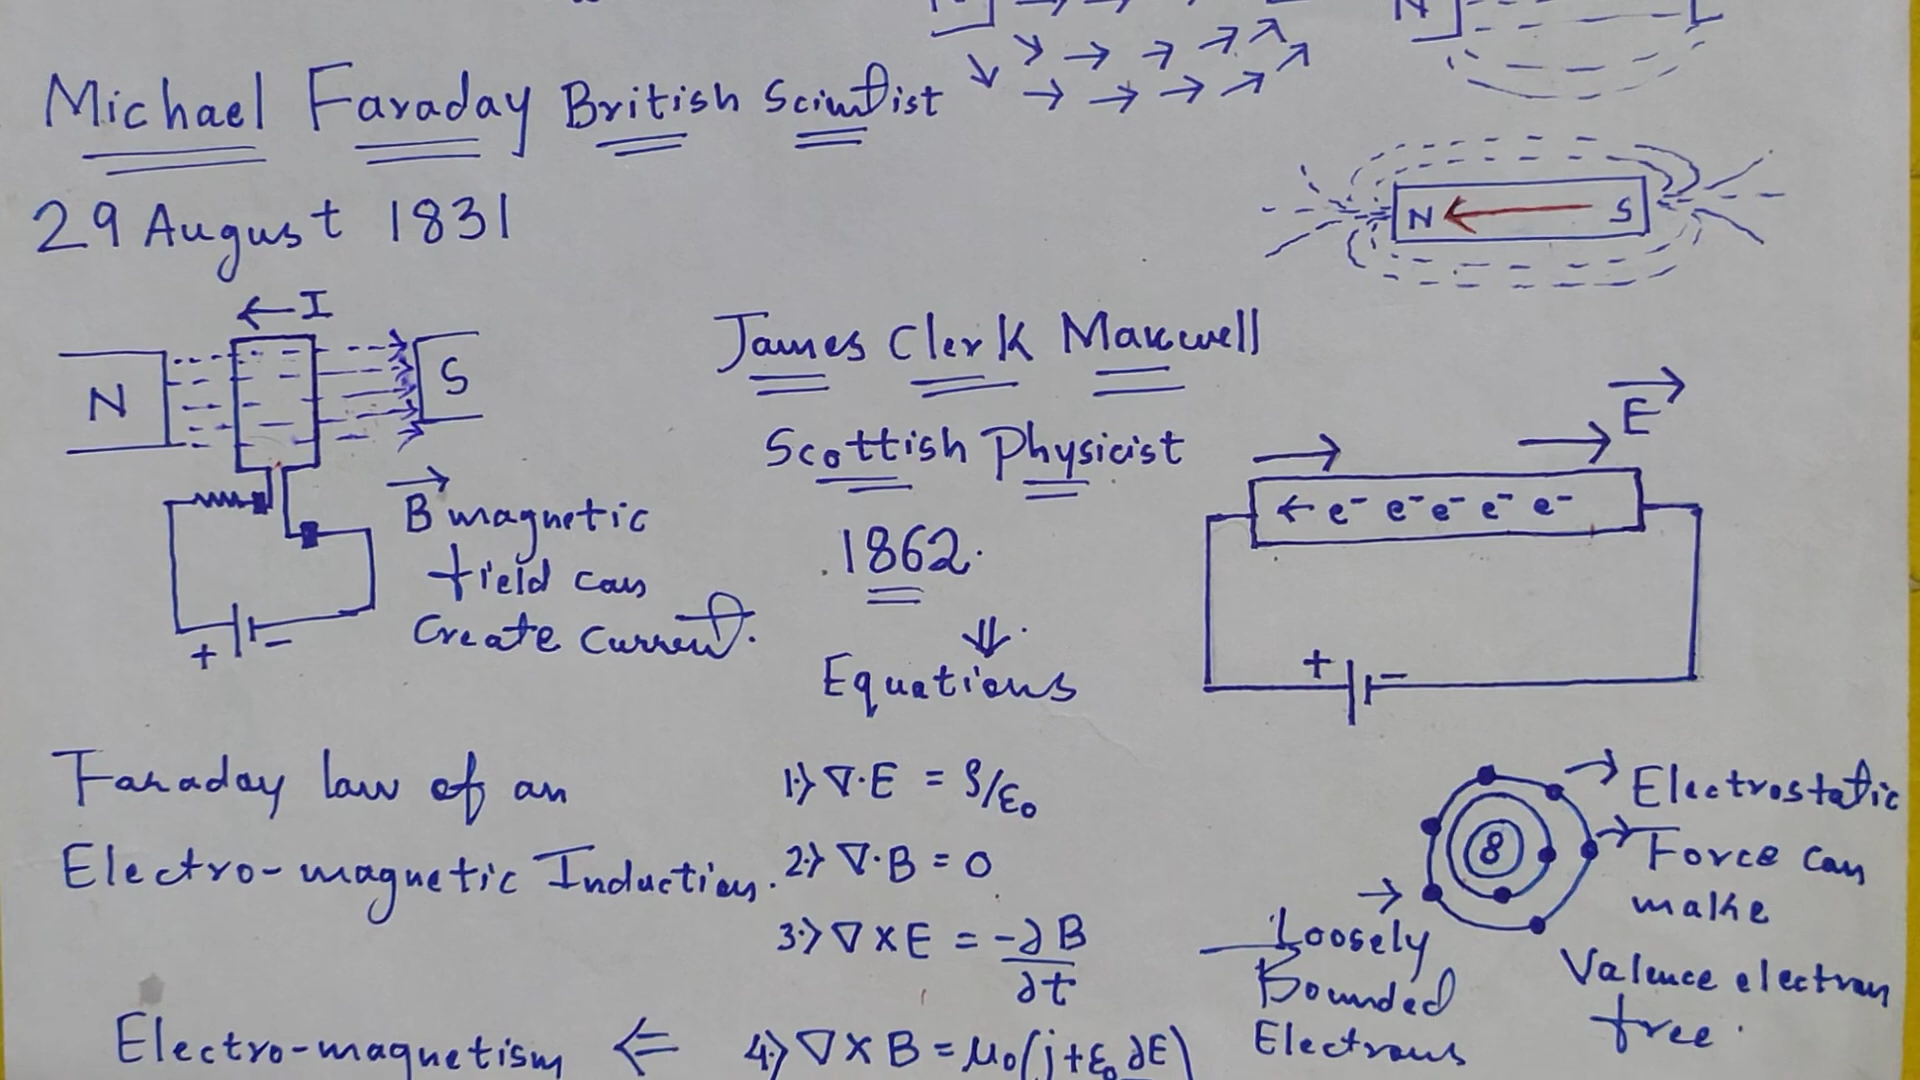 N
N
Michael Faraday British Scientist
29 August 1831
N S
← I
N S
B magnetic
field can
create current.
+ -
James Clerk Maxwell
Scottish Physicist
1862.
⇓
Equations
E
← e- e- e- e- e-
+ -
Faraday law of an
Electro-magnetic Induction.
1.) ∇·E = ρ/ε₀
2.) ∇·B = 0
3.) ∇×E = -∂B/∂t
4.) ∇×B = μ₀(j+ε₀ ∂E)
Electro-magnetism ⇐
8
→ Electrostatic
→ Force can
make
Valence electron
free.
→ Loosely
Bounded
Electrons